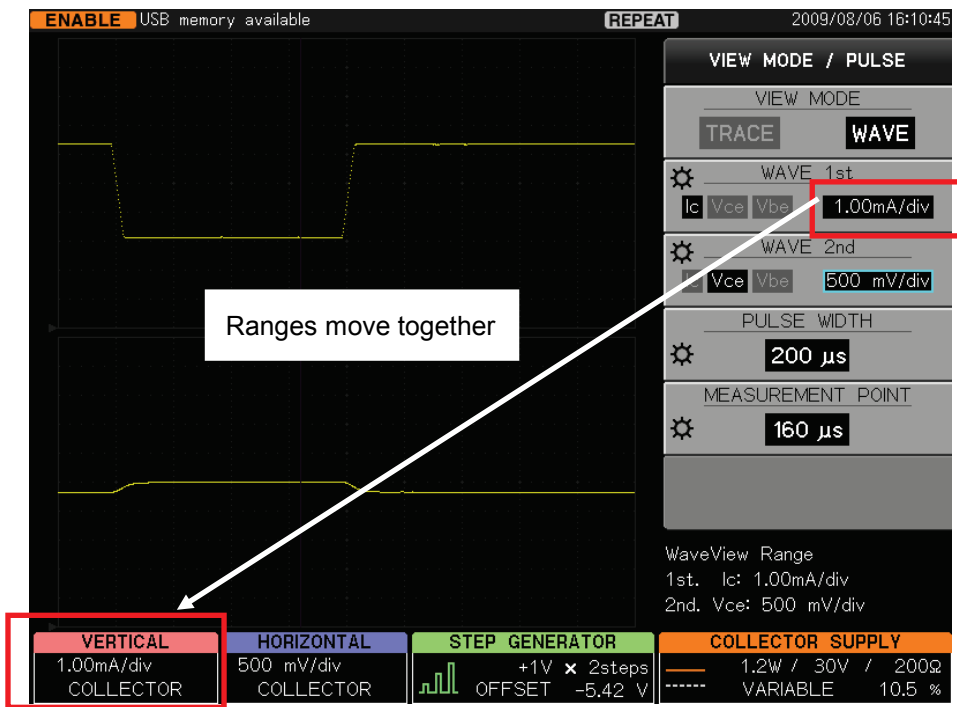 ENABLE USB memory available REPEAT 2009/08/06 16:10:45
VIEW MODE / PULSE
VIEW MODE
TRACE WAVE
WAVE 1st
Ic Vce Vbe 1.00mA/div
WAVE 2nd
Ic Vce Vbe 500 mV/div
Ranges move together
PULSE WIDTH
200 µs
MEASUREMENT POINT
160 µs
WaveView Range
1st. Ic: 1.00mA/div
2nd. Vce: 500 mV/div
VERTICAL
1.00mA/div
COLLECTOR
HORIZONTAL
500 mV/div
COLLECTOR
STEP GENERATOR
+1V × 2steps
OFFSET -5.42 V
COLLECTOR SUPPLY
1.2W / 30V / 200Ω
VARIABLE 10.5 %